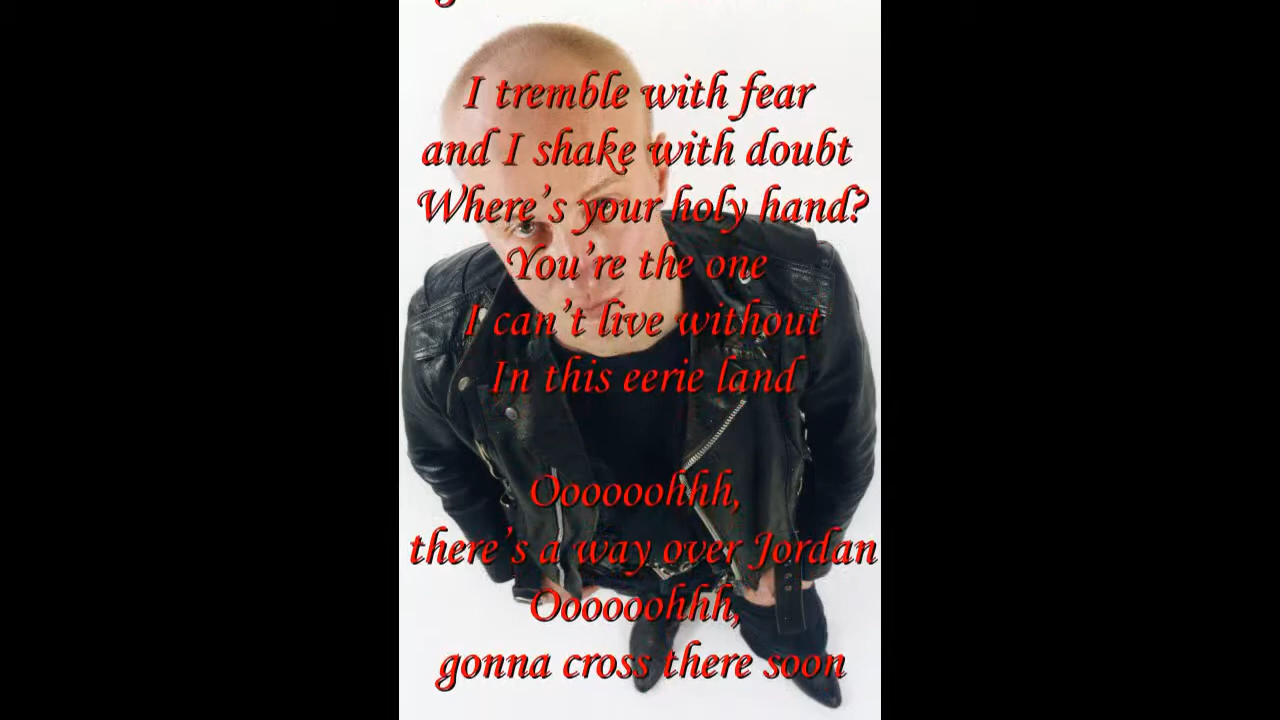 I tremble with fear
and I shake with doubt
Where's your holy hand?
You're the one
I can't live without
In this eerie land
Oooooohhh,
there's a way over Jordan
Oooooohhh,
gonna cross there soon